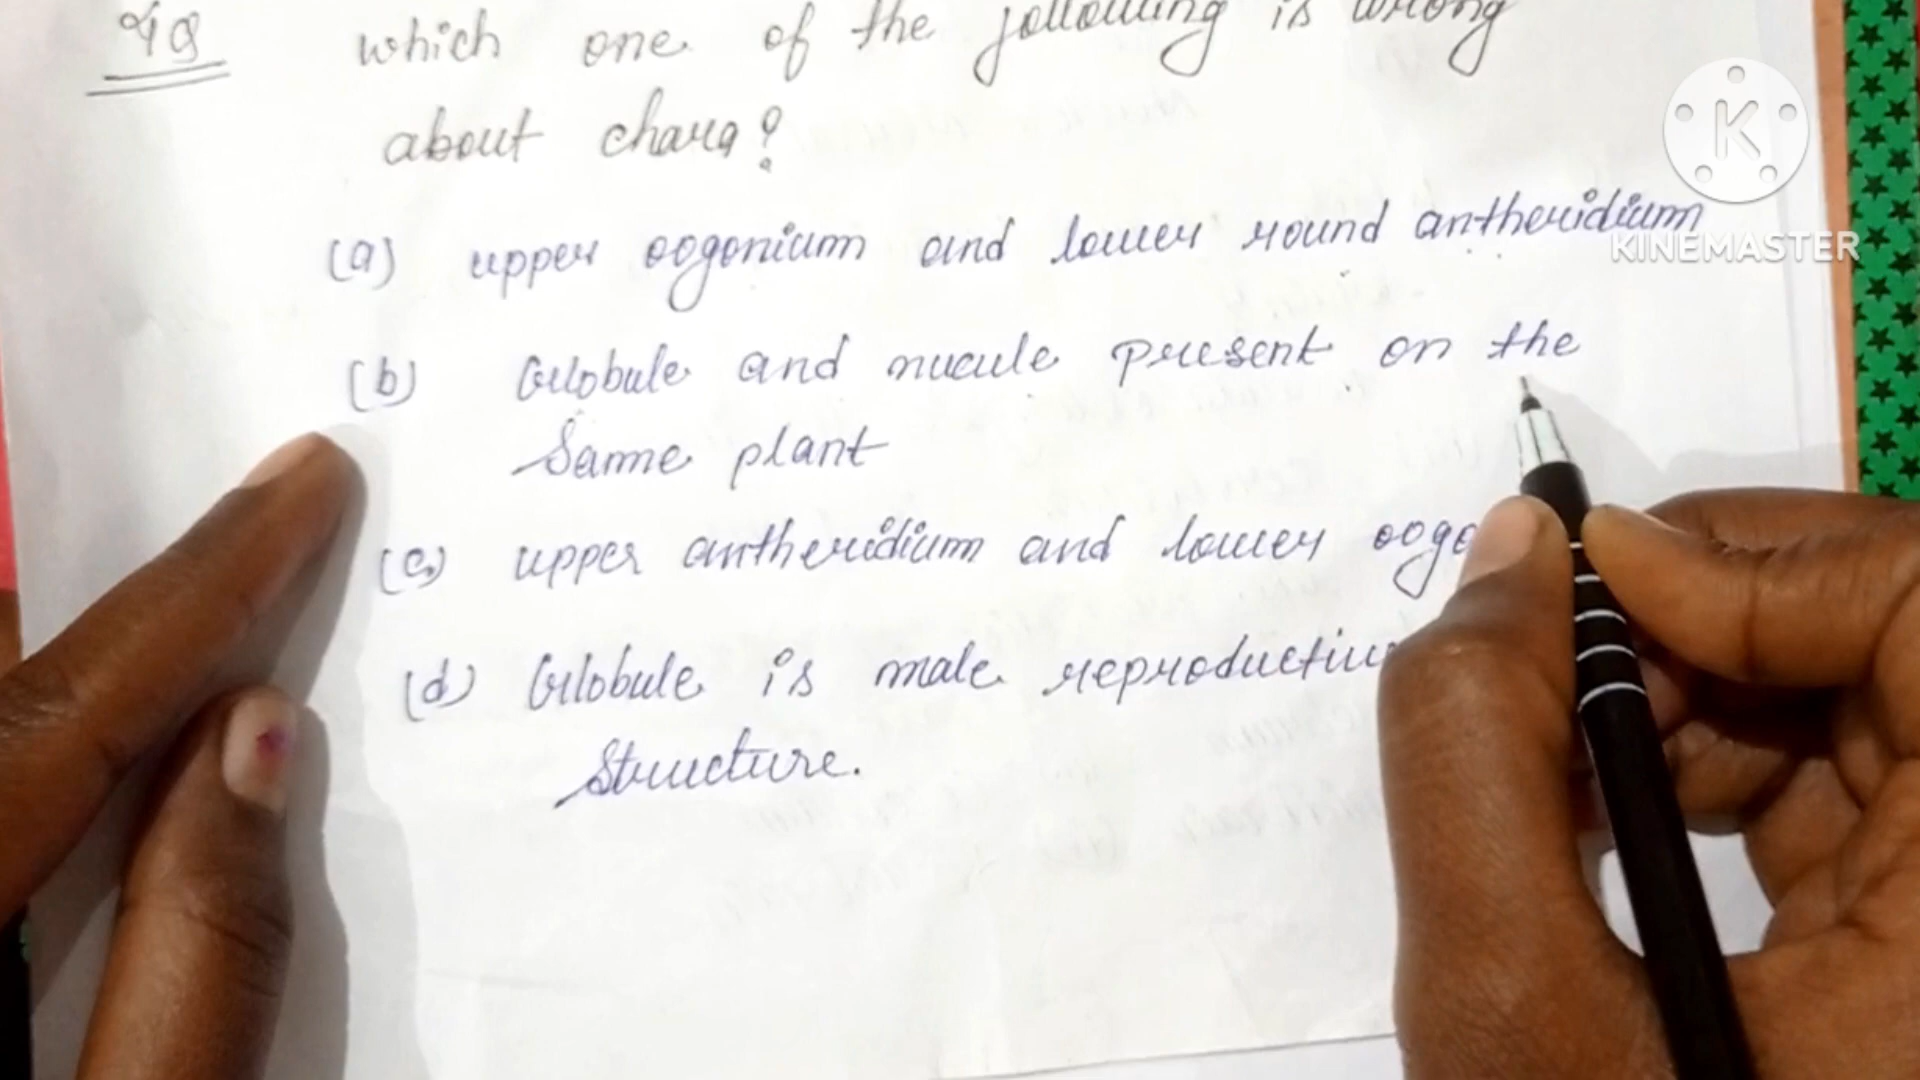 which one of the following is wrong
about chara?
(a) upper oogonium and lower round antheridium
(b) Globule and nucule present on the
Same plant
(c) upper antheridium and lower
(d) Globule is male reproductive
Structure.
K
KINEMASTER